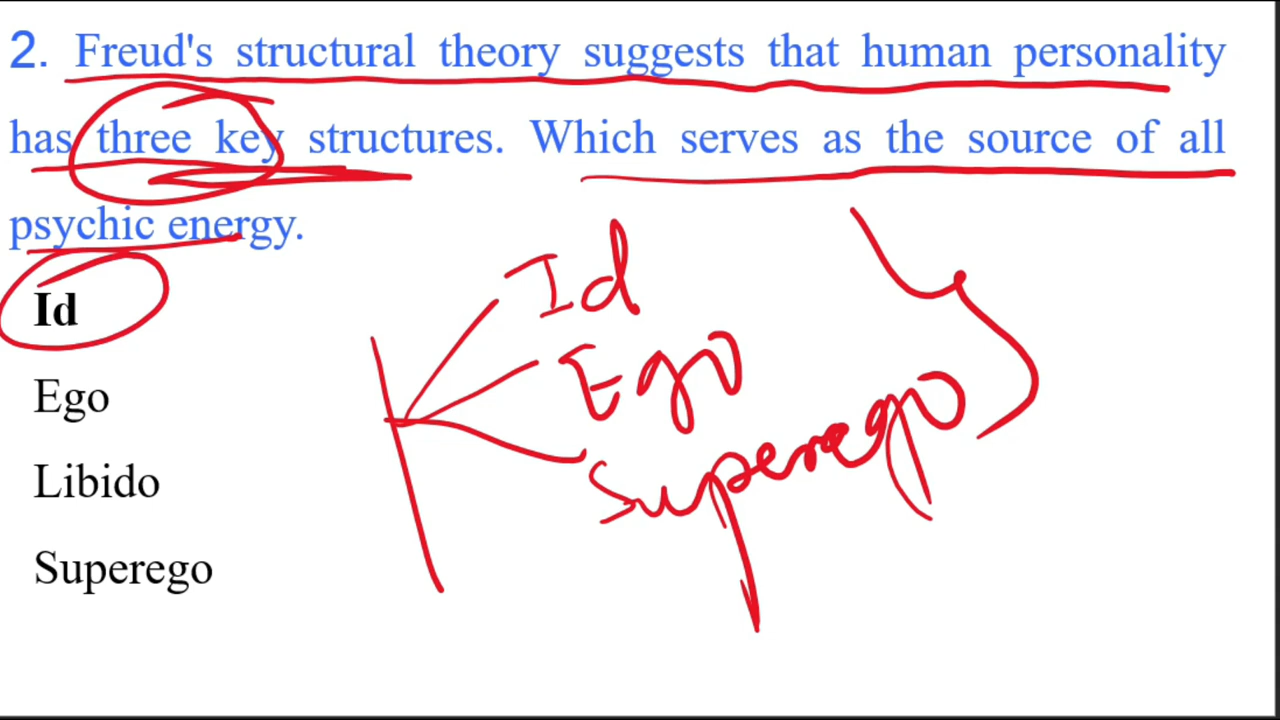 2. Freud's structural theory suggests that human personality
has three key structures. Which serves as the source of all
psychic energy.
Id
Ego
Libido
Superego
Id
Ego
Superego